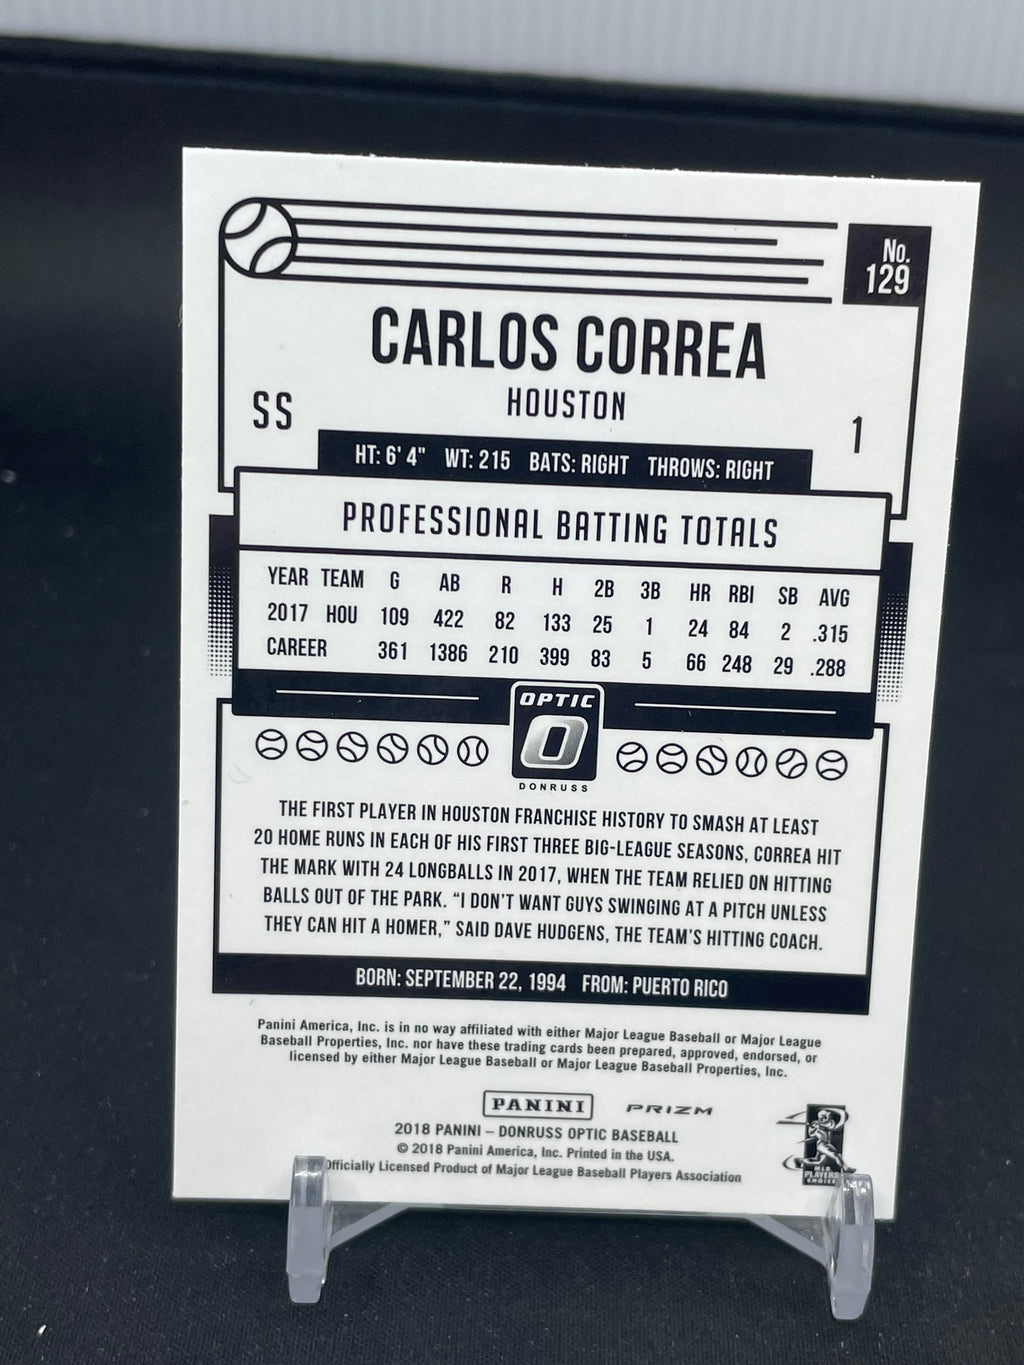 No.
129
CARLOS CORREA
HOUSTON
SS
1
HT: 6' 4" WT: 215 BATS: RIGHT THROWS: RIGHT
PROFESSIONAL BATTING TOTALS
YEAR TEAM G AB R H 2B 3B HR RBI SB AVG
2017 HOU 109 422 82 133 25 1 24 84 2 .315
CAREER 361 1386 210 399 83 5 66 248 29 .288
OPTIC
O
DONRUSS
THE FIRST PLAYER IN HOUSTON FRANCHISE HISTORY TO SMASH AT LEAST
20 HOME RUNS IN EACH OF HIS FIRST THREE BIG-LEAGUE SEASONS, CORREA HIT
THE MARK WITH 24 LONGBALLS IN 2017, WHEN THE TEAM RELIED ON HITTING
BALLS OUT OF THE PARK. “I DON'T WANT GUYS SWINGING AT A PITCH UNLESS
THEY CAN HIT A HOMER,” SAID DAVE HUDGENS, THE TEAM'S HITTING COACH.
BORN: SEPTEMBER 22, 1994 FROM: PUERTO RICO
Panini America, Inc. is in no way affiliated with either Major League Baseball or Major League
Baseball Properties, Inc. nor have these trading cards been prepared, approved, endorsed, or
licensed by either Major League Baseball or Major League Baseball Properties, Inc.
PANINI PRIZM
2018 PANINI – DONRUSS OPTIC BASEBALL
© 2018 Panini America, Inc. Printed in the USA.
Officially Licensed Product of Major League Baseball Players Association
MLB
PLAYERS
CHOICE